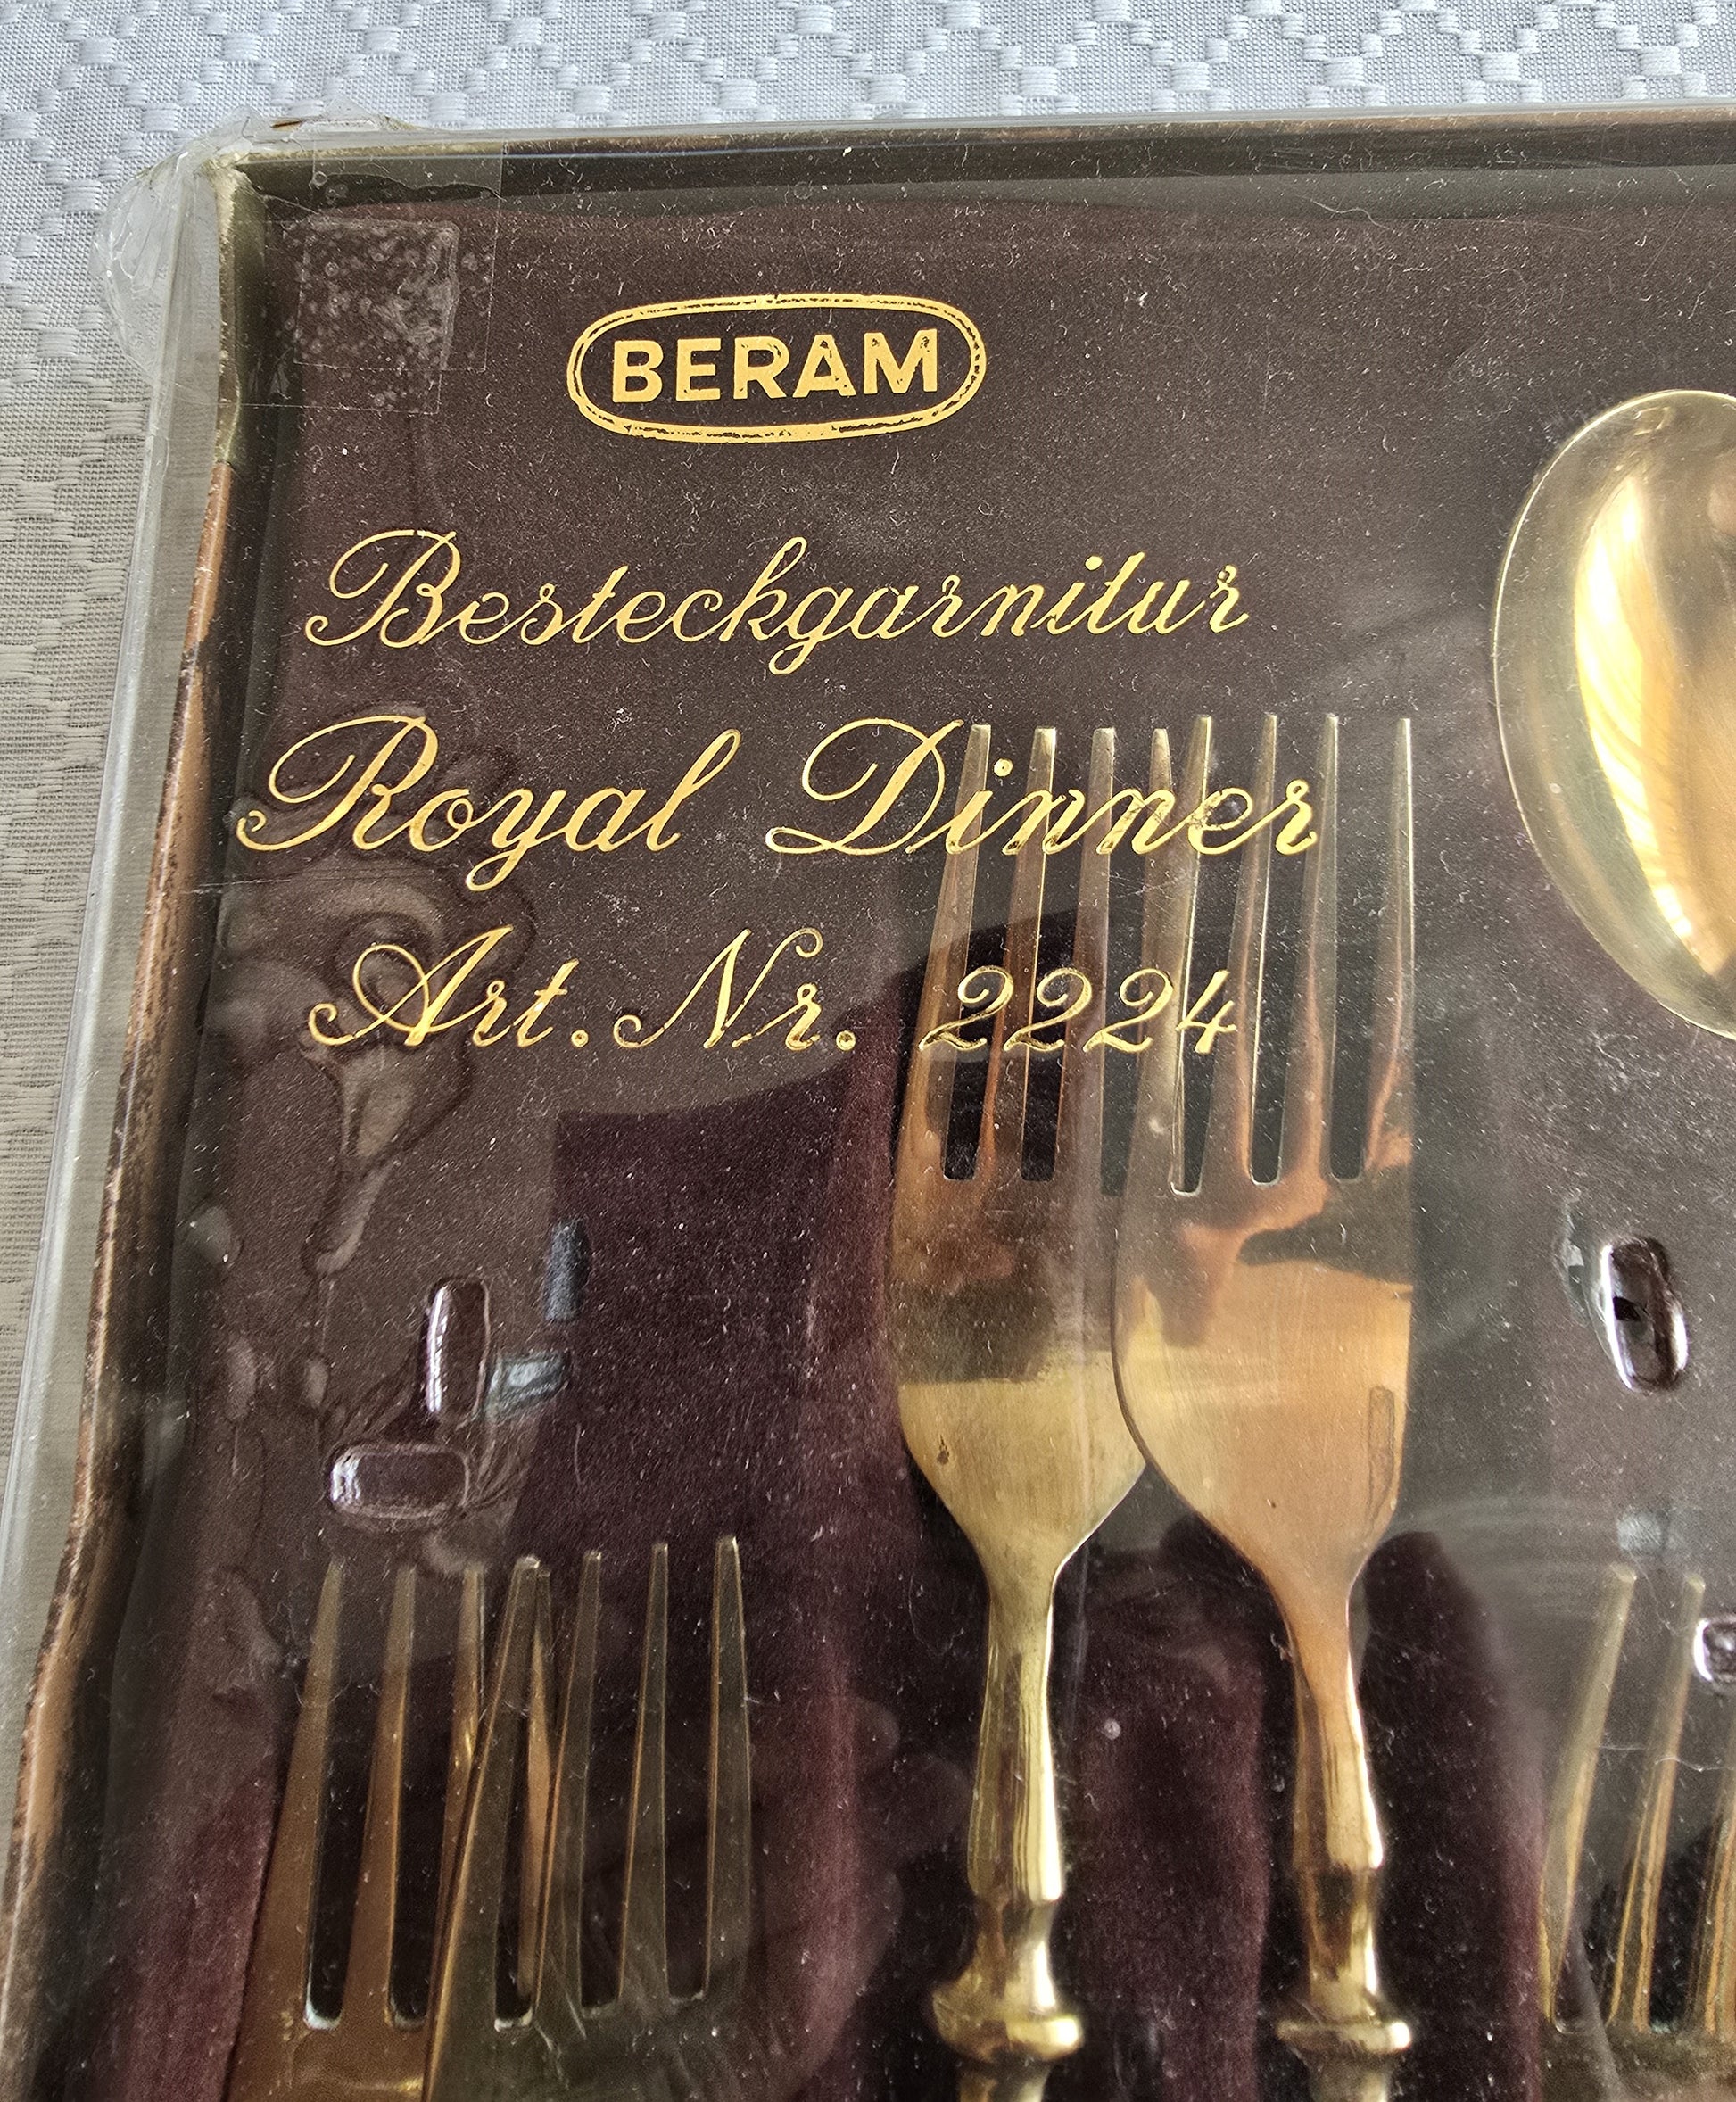 BERAM
Besteckgarnitur
Royal Dinner
Art. Nr. 2224